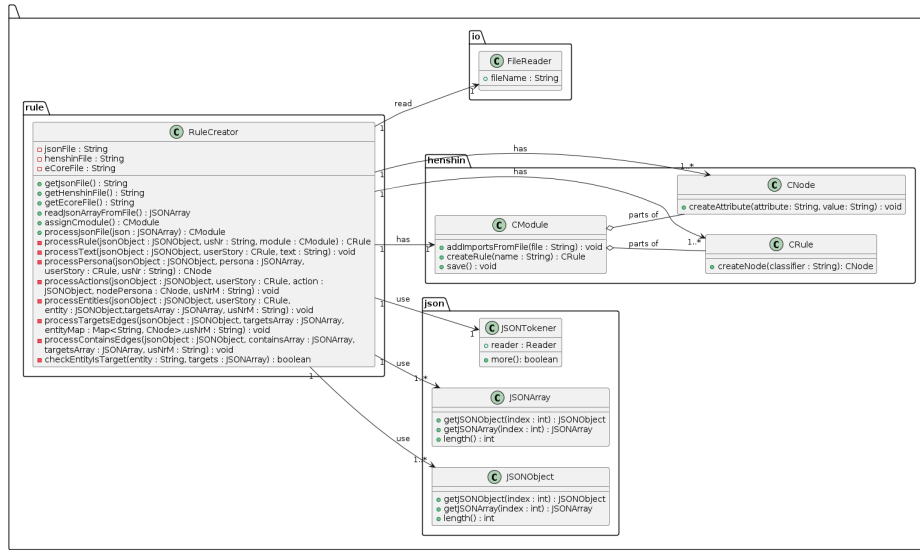 io
C FileReader
fileName : String
1
read
1
rule
C RuleCreator
jsonFile : String
henshinFile : String
eCoreFile : String
getJsonFile() : String
getHenshinFile() : String
getEcoreFile() : String
readJsonArrayFromFile() : JSONArray
assignCmodule() : CModule
processJsonFile(json : JSONArray) : CModule
processRule(jsonObject : JSONObject, usNr : String, module : CModule) : CRule
processText(jsonObject : JSONObject, userStory : CRule, text : String) : void
processPersona(jsonObject : JSONObject, persona : JSONArray,
userStory : CRule, usNr : String) : CNode
processActions(jsonObject : JSONObject, userStory : CRule, action :
JSONObject, nodePersona : CNode, usNrM : String) : void
processEntities(jsonObject : JSONObject, userStory : CRule,
entity : JSONObject,targetsArray : JSONArray, usNrM : String) : void
processTargetsEdges(jsonObject : JSONObject, targetsArray : JSONArray,
entityMap : Map<String, CNode>,usNrM : String) : void
processContainsEdges(jsonObject : JSONObject, containsArray : JSONArray,
targetsArray : JSONArray, usNrM : String) : void
checkEntityIsTarget(entity : String, targets : JSONArray) : boolean
has
1
1..*
has
1
1..*
has
1
1
henshin
C CNode
createAttribute(attribute: String, value: String) : void
parts of
C CModule
addImportsFromFile(file : String) : void
createRule(name : String) : CRule
save() : void
parts of
C CRule
createNode(classifier : String): CNode
use
1
1
json
C JSONTokener
reader : Reader
more(): boolean
use
1
1..*
C JSONArray
getJSONObject(index : int) : JSONObject
getJSONArray(index : int) : JSONArray
length() : int
use
1
1..*
C JSONObject
getJSONObject(index : int) : JSONObject
getJSONArray(index : int) : JSONArray
length() : int